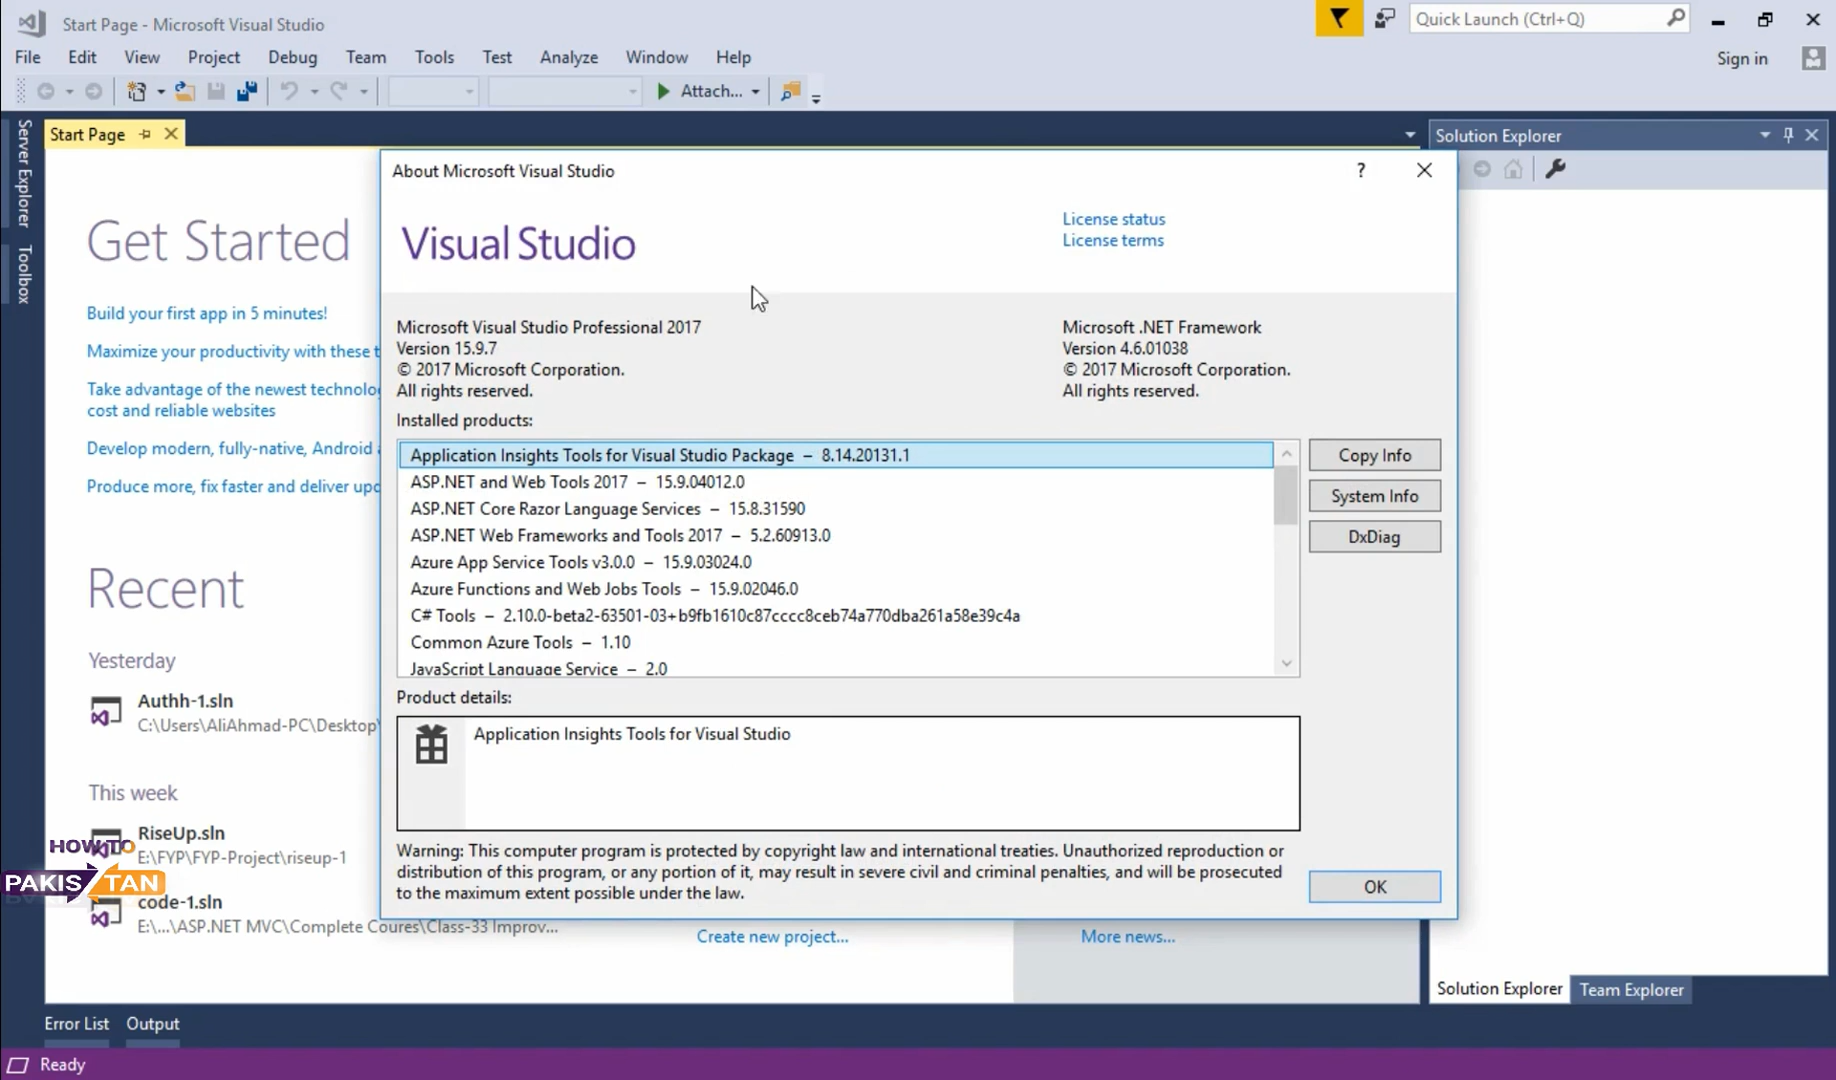 Start Page - Microsoft Visual Studio
Quick Launch (Ctrl+Q)
File Edit View Project Debug Team Tools Test Analyze Window Help
Sign in
Attach...
Server Explorer
Toolbox
Start Page
Solution Explorer
Get Started
Build your first app in 5 minutes!
Maximize your productivity with these t
Take advantage of the newest technolo
cost and reliable websites
Develop modern, fully-native, Android
Produce more, fix faster and deliver
Recent
Yesterday
Authh-1.sln
C:\Users\AliAhmad-PC\Desktop\
This week
RiseUp.sln
E:\FYP\FYP-Project\riseup-1
code-1.sln
E:\...\ASP.NET MVC\Complete Coures\Class-33 Improv...
HOW TO
PAKISTAN
About Microsoft Visual Studio
?
Visual Studio
License status
License terms
Microsoft Visual Studio Professional 2017
Version 15.9.7
© 2017 Microsoft Corporation.
All rights reserved.
Microsoft .NET Framework
Version 4.6.01038
© 2017 Microsoft Corporation.
All rights reserved.
Installed products:
Application Insights Tools for Visual Studio Package – 8.14.20131.1
ASP.NET and Web Tools 2017 – 15.9.04012.0
ASP.NET Core Razor Language Services – 15.8.31590
ASP.NET Web Frameworks and Tools 2017 – 5.2.60913.0
Azure App Service Tools v3.0.0 – 15.9.03024.0
Azure Functions and Web Jobs Tools – 15.9.02046.0
C# Tools – 2.10.0-beta2-63501-03+b9fb1610c87cccc8ceb74a770dba261a58e39c4a
Common Azure Tools – 1.10
JavaScript Language Service – 2.0
Copy Info
System Info
DxDiag
Product details:
Application Insights Tools for Visual Studio
Warning: This computer program is protected by copyright law and international treaties. Unauthorized reproduction or
distribution of this program, or any portion of it, may result in severe civil and criminal penalties, and will be prosecuted
to the maximum extent possible under the law.
OK
Create new project...
More news...
Solution Explorer
Team Explorer
Error List
Output
Ready